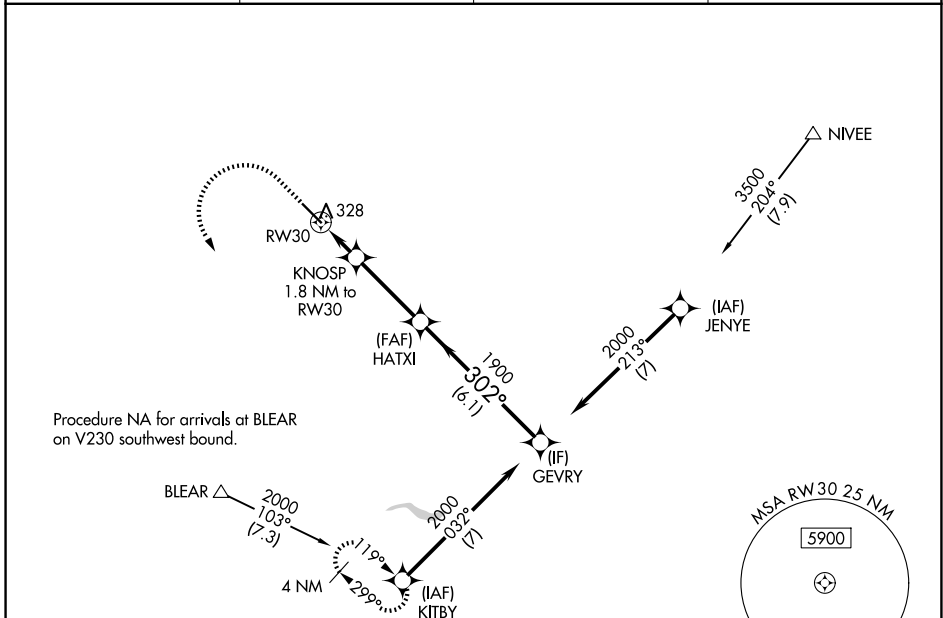 NIVEE
3500
204°
(7.9)
328
RW30
KNOSP
1.8 NM to
RW30
(IAF)
JENYE
2000
213°
(7)
(FAF)
HATXI
1900
302°
(6.1)
Procedure NA for arrivals at BLEAR
on V230 southwest bound.
(IF)
GEVRY
BLEAR
2000
103°
(7.3)
2000
032°
(7)
MSA RW30 25 NM
5900
119°
4 NM
299°
(IAF)
KITBY